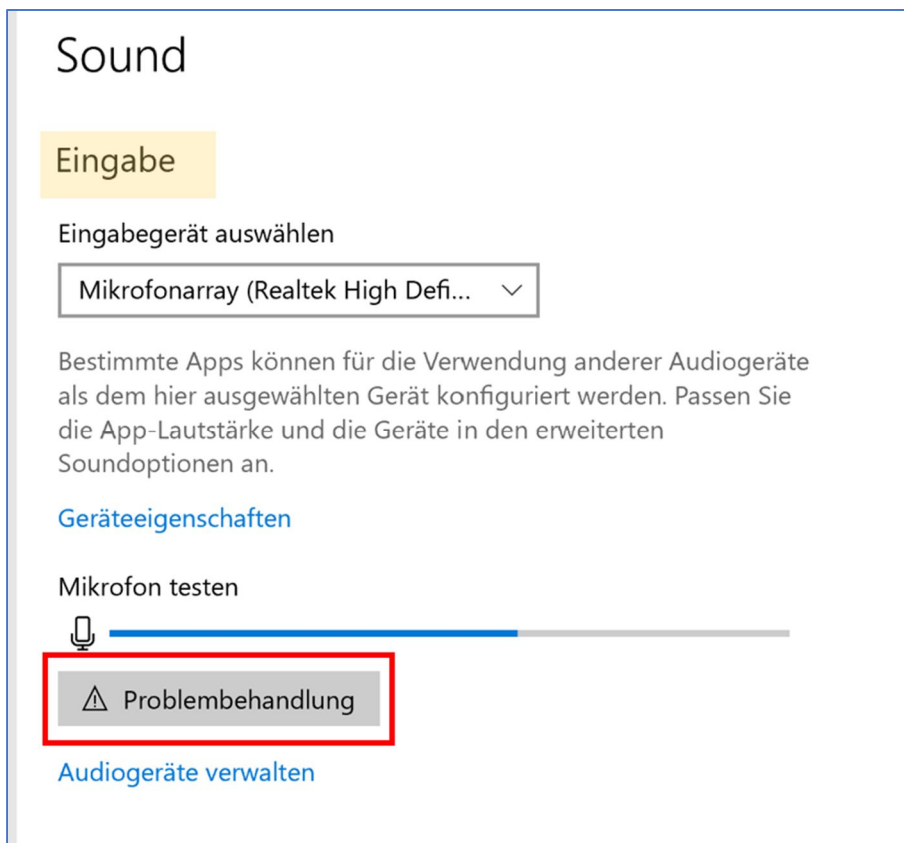 Sound
Eingabe
Eingabegerät auswählen
Mikrofonarray (Realtek High Defi...
Bestimmte Apps können für die Verwendung anderer Audiogeräte
als dem hier ausgewählten Gerät konfiguriert werden. Passen Sie
die App-Lautstärke und die Geräte in den erweiterten
Soundoptionen an.
Geräteeigenschaften
Mikrofon testen
Problembehandlung
Audiogeräte verwalten